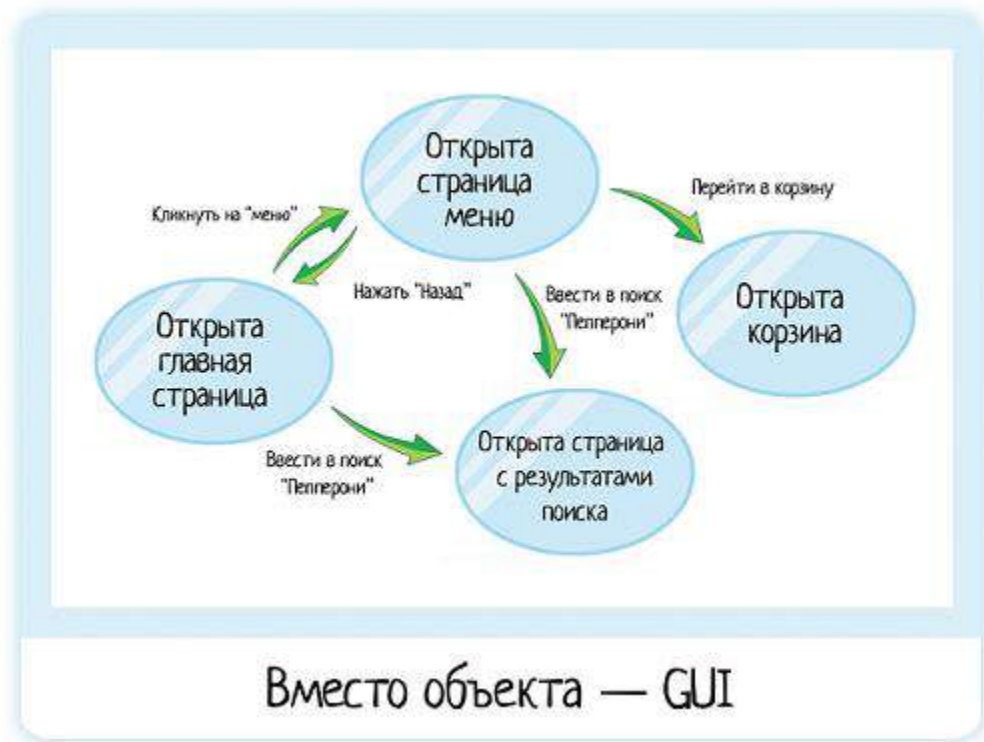 Открыта
страница
меню
Перейти в корзину
Кликнуть на "меню"
Нажать "Назад"
Ввести в поиск
"Пепперони"
Открыта
корзина
Открыта
главная
страница
Ввести в поиск
"Пепперони"
Открыта страница
с результатами
поиска
Вместо объекта — GUI